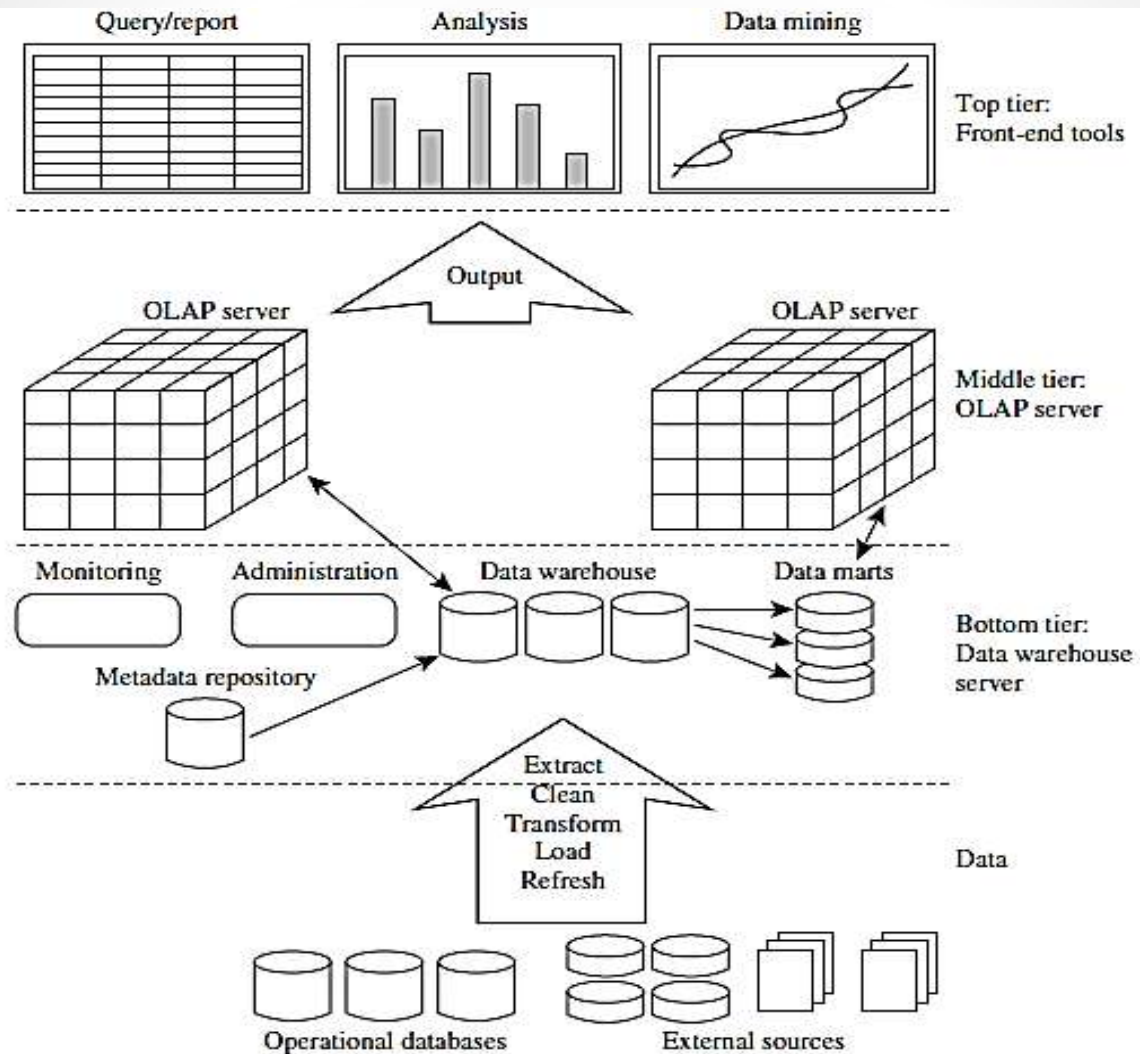 Query/report
Analysis
Data mining
Top tier:
Front-end tools
Output
OLAP server
OLAP server
Middle tier:
OLAP server
Monitoring
Administration
Data warehouse
Data marts
Bottom tier:
Data warehouse
server
Metadata repository
Extract
Clean
Transform
Load
Refresh
Data
Operational databases
External sources